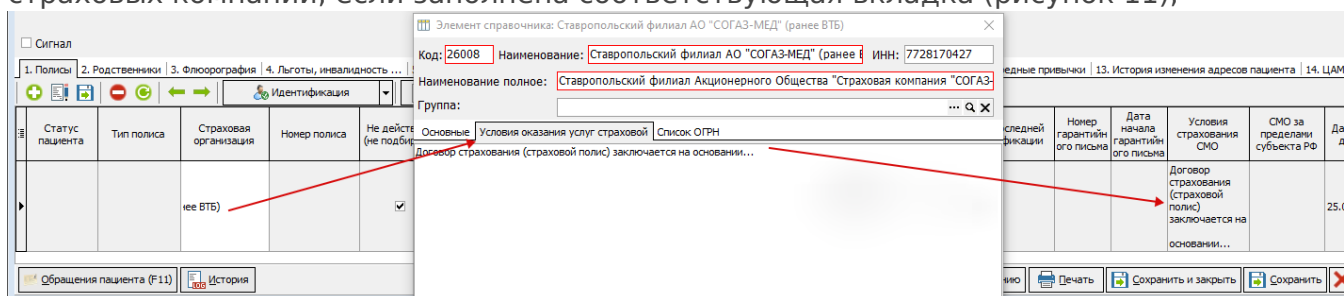 страховых компаний, если заполнена соответствующая вкладка (рисунок 11);
Элемент справочника: Ставропольский филиал АО "СОГАЗ-МЕД" (ранее ВТБ)
Сигнал
Код: 26008 Наименование: Ставропольский филиал АО "СОГАЗ-МЕД" (ранее ИНН: 7728170427
1. Полисы 2. Родственники 3. Флюорография 4. Льготы, инвалидность ...
Наименование полное: Ставропольский филиал Акционерного Общества "Страховая компания "СОГАЗ-
едные привычки 13. История изменения адресов пациента 14. ЦАМ
Идентификация
Группа:
Основные Условия оказания услуг страховой Список ОГРН
Договор страхования (страховой полис) заключается на основании...
Статус пациента
Тип полиса
Страховая организация
Номер полиса
Не действ
(не подбир
следней
фикации
Номер гарантийн ого письма
Дата начала гарантийн ого письма
Условия страхования СМО
СМО за пределами субъекта РФ
Да
нее ВТБ)
Договор
страхования
(страховой
полис)
заключается на
основании...
25.0
Обращения пациента (F11) История
нию Печать Сохранить и закрыть Сохранить